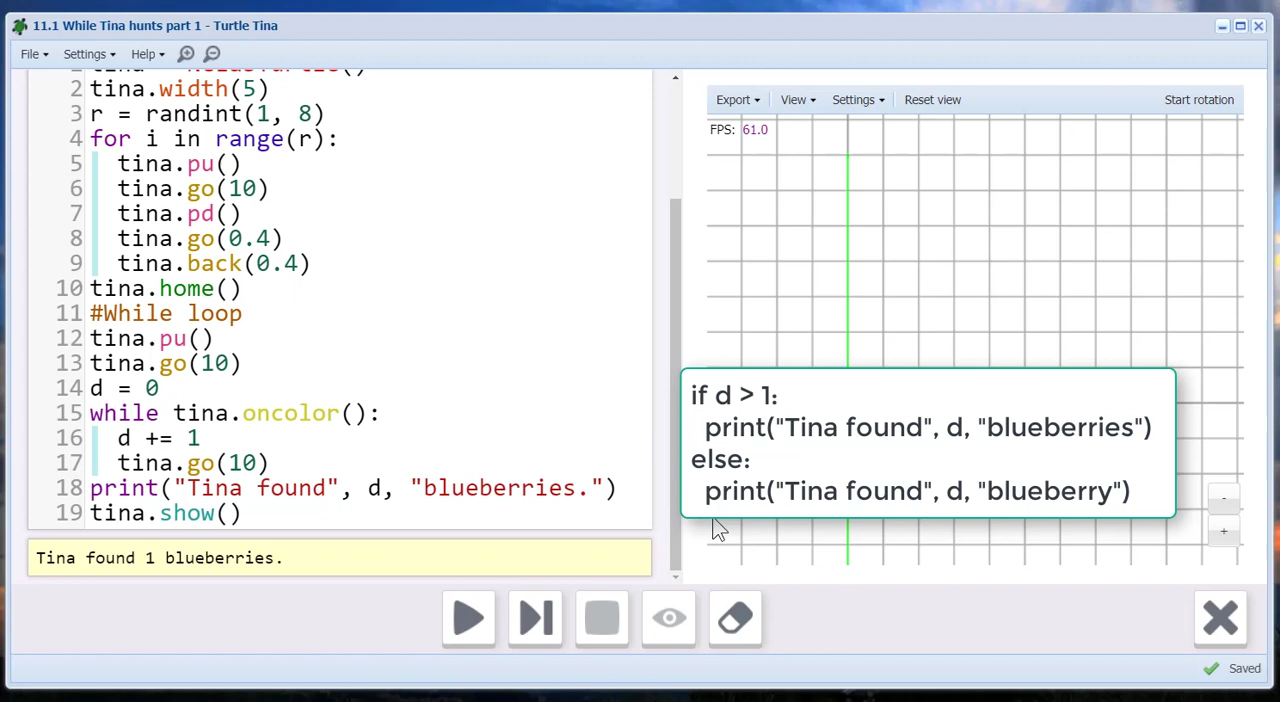 11.1 While Tina hunts part 1 - Turtle Tina
File Settings Help
2 tina.width(5)
3 r = randint(1, 8)
4 for i in range(r):
5 tina.pu()
6 tina.go(10)
7 tina.pd()
8 tina.go(0.4)
9 tina.back(0.4)
10 tina.home()
11 #While loop
12 tina.pu()
13 tina.go(10)
14 d = 0
15 while tina.oncolor():
16 d += 1
17 tina.go(10)
18 print("Tina found", d, "blueberries.")
19 tina.show()
Tina found 1 blueberries.
Export View Settings Reset view Start rotation
FPS: 61.0
if d > 1:
print("Tina found", d, "blueberries")
else:
print("Tina found", d, "blueberry")
-
+
Saved